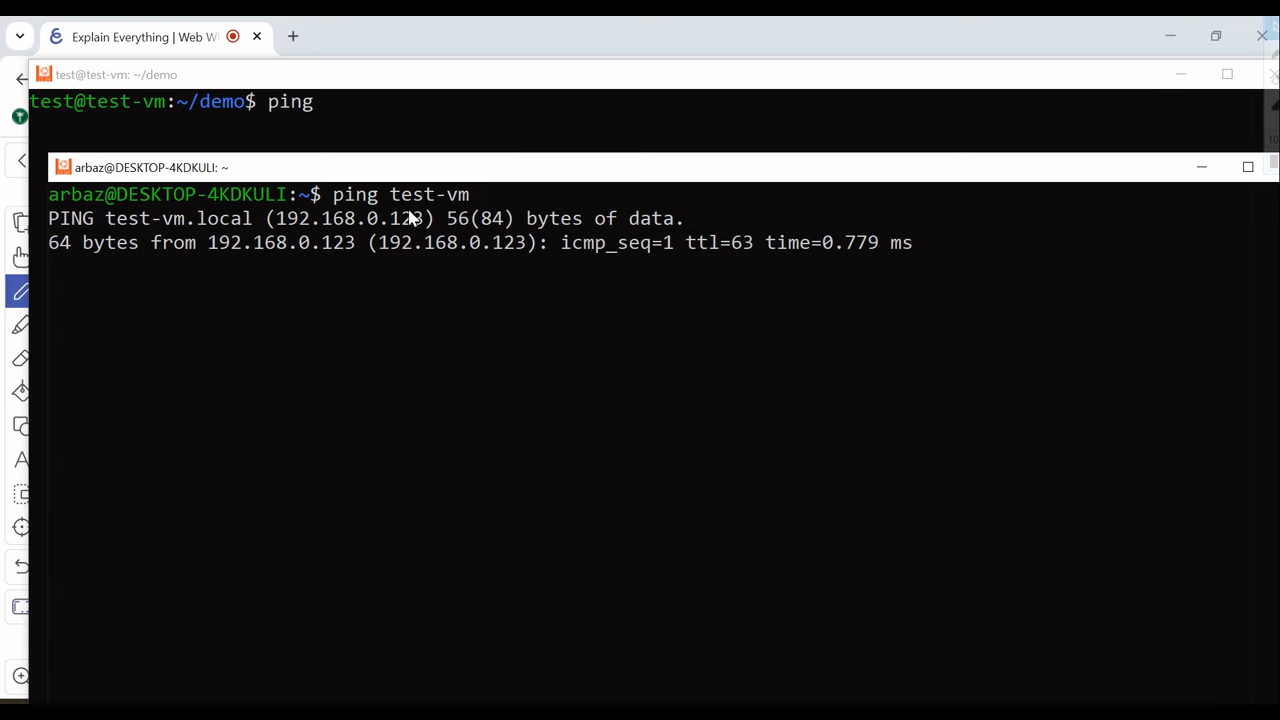 Explain Everything | Web W
test@test-vm: ~/demo
test@test-vm:~/demo$ ping
arbaz@DESKTOP-4KDKULI: ~
arbaz@DESKTOP-4KDKULI:~$ ping test-vm
PING test-vm.local (192.168.0.123) 56(84) bytes of data.
64 bytes from 192.168.0.123 (192.168.0.123): icmp_seq=1 ttl=63 time=0.779 ms